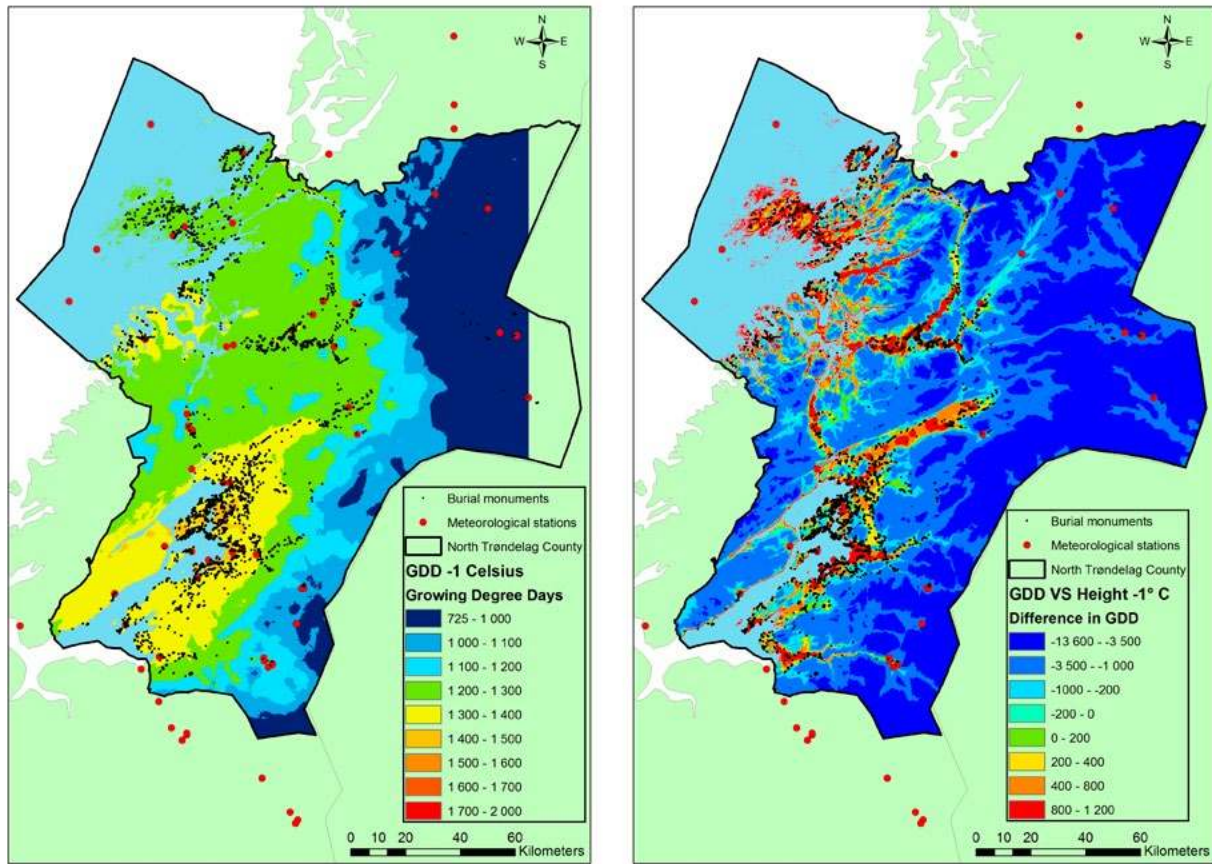 N
W E
S
Burial monuments
Meteorological stations
North Trøndelag County
GDD -1 Celsius
Growing Degree Days
725 - 1 000
1 000 - 1 100
1 100 - 1 200
1 200 - 1 300
1 300 - 1 400
1 400 - 1 500
1 500 - 1 600
1 600 - 1 700
1 700 - 2 000
0 10 20 40 60
Kilometers
N
W E
S
Burial monuments
Meteorological stations
North Trøndelag County
GDD VS Height -1° C
Difference in GDD
-13 600 - -3 500
-3 500 - -1 000
-1000 - -200
-200 - 0
0 - 200
200 - 400
400 - 800
800 - 1 200
0 10 20 40 60
Kilometers